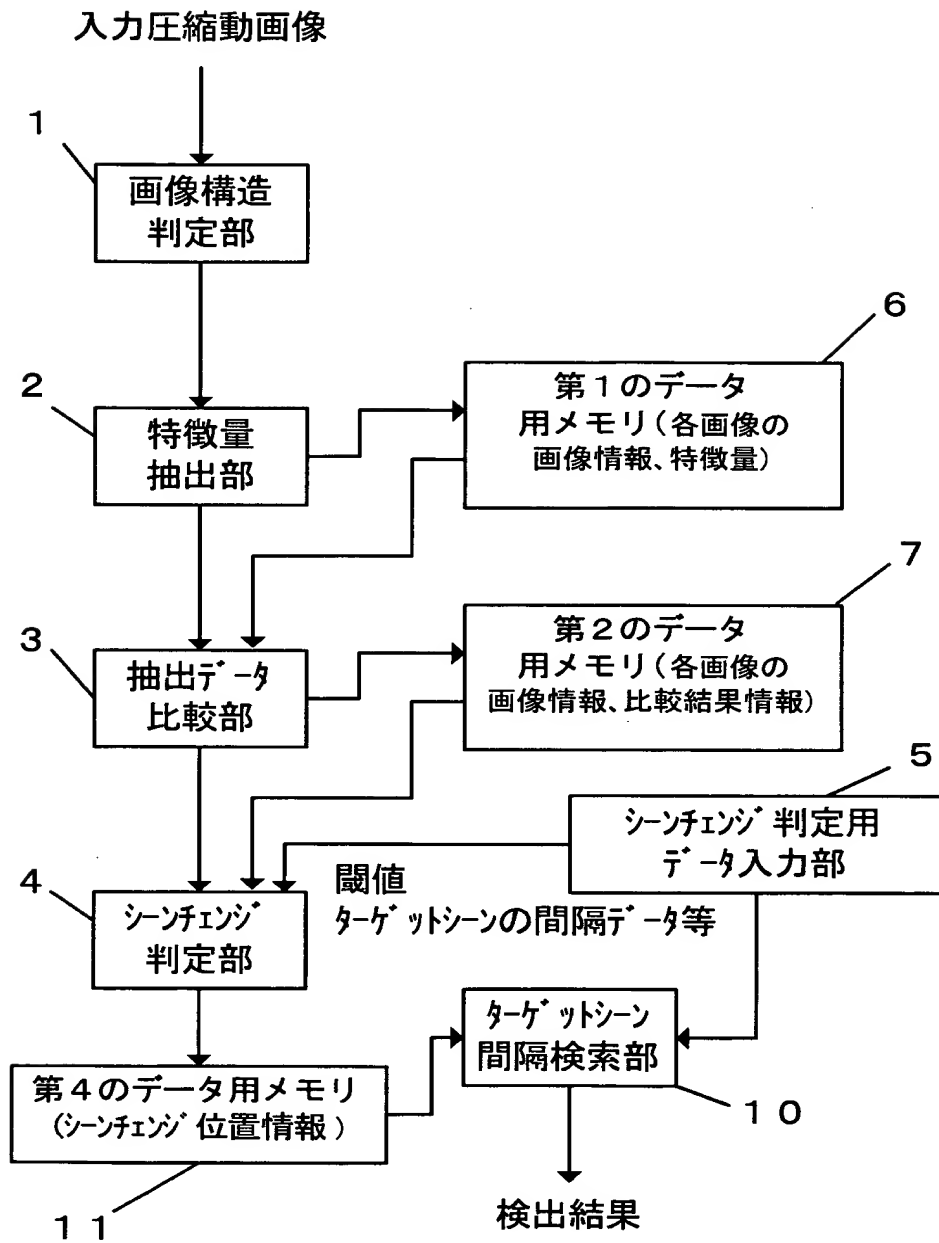 入力圧縮動画像
1
画像構造
判定部
6
2
特徴量
抽出部
第1のデータ
用メモリ(各画像の
画像情報、特徴量)
7
3
抽出ﾃﾞｰﾀ
比較部
第2のデータ
用メモリ(各画像の
画像情報、比較結果情報)
5
ｼｰﾝﾁｪﾝｼﾞ判定用
ﾃﾞｰﾀ入力部
4
ｼｰﾝﾁｪﾝｼﾞ
判定部
閾値
ﾀｰｹﾞｯﾄｼｰﾝの間隔ﾃﾞｰﾀ等
ﾀｰｹﾞｯﾄｼｰﾝ
間隔検索部
10
第4のデータ用メモリ
(ｼｰﾝﾁｪﾝｼﾞ位置情報)
11
検出結果